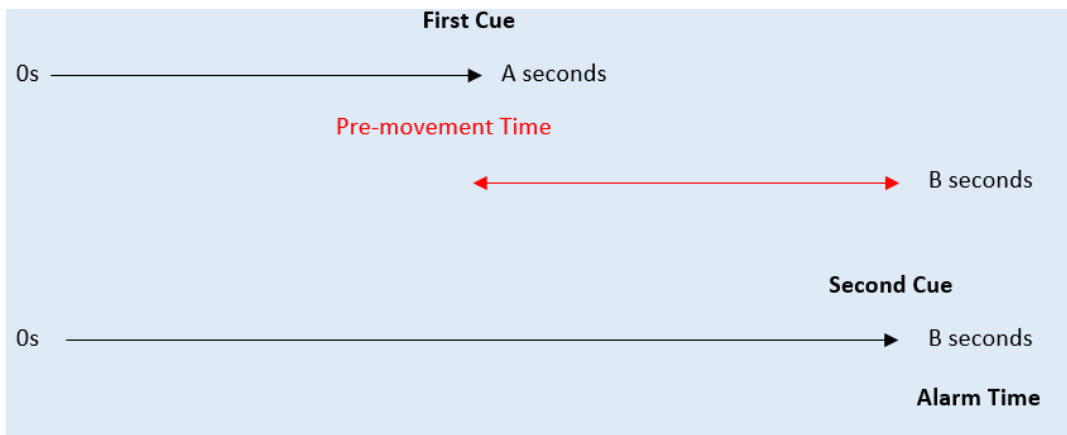 First Cue
0s A seconds
Pre-movement Time
B seconds
Second Cue
0s B seconds
Alarm Time